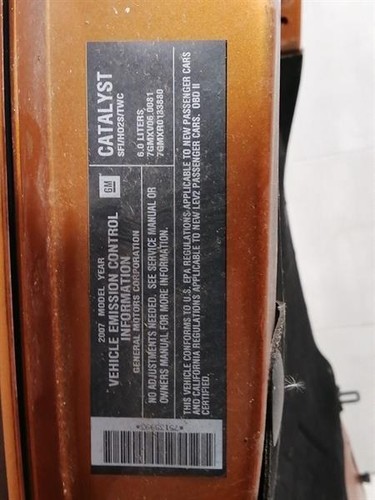 2007 MODEL YEAR
VEHICLE EMISSION CONTROL
INFORMATION
GENERAL MOTORS CORPORATION
GM
CATALYST
SFI/HO2S/TWC
6.0 LITERS
7GMXV06.0081
7GMXR0133880
NO ADJUSTMENTS NEEDED. SEE SERVICE MANUAL OR
OWNERS MANUAL FOR MORE INFORMATION.
THIS VEHICLE CONFORMS TO U.S. EPA REGULATIONS APPLICABLE TO NEW PASSENGER CARS
AND CALIFORNIA REGULATIONS APPLICABLE TO NEW LEV2 PASSENGER CARS. OBD II
CERTIFIED.